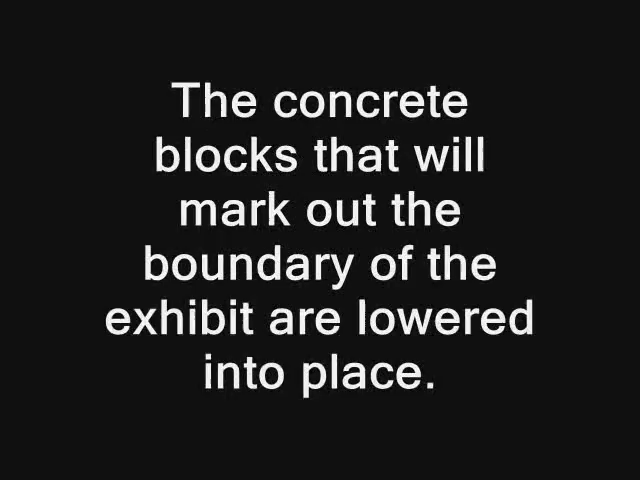 The concrete
blocks that will
mark out the
boundary of the
exhibit are lowered
into place.